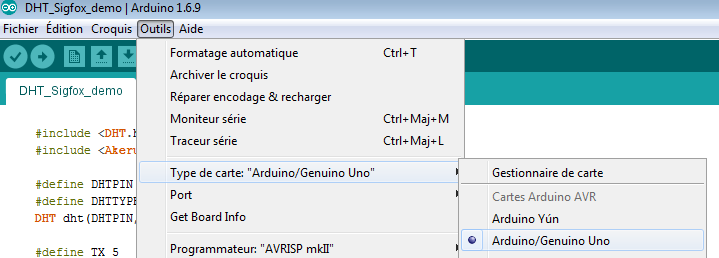 DHT_Sigfox_demo | Arduino 1.6.9
Fichier Édition Croquis Outils Aide
DHT_Sigfox_demo
Formatage automatique Ctrl+T
Archiver le croquis
Réparer encodage & recharger
Moniteur série Ctrl+Maj+M
Traceur série Ctrl+Maj+L
Type de carte: "Arduino/Genuino Uno"
Port
Get Board Info
Programmateur: "AVRISP mkII"
Gestionnaire de carte
Cartes Arduino AVR
Arduino Yún
Arduino/Genuino Uno
#include <DHT.
#include <Aker
#define DHTPIN
#define DHTTYPE
DHT dht(DHTPIN,
#define TX 5